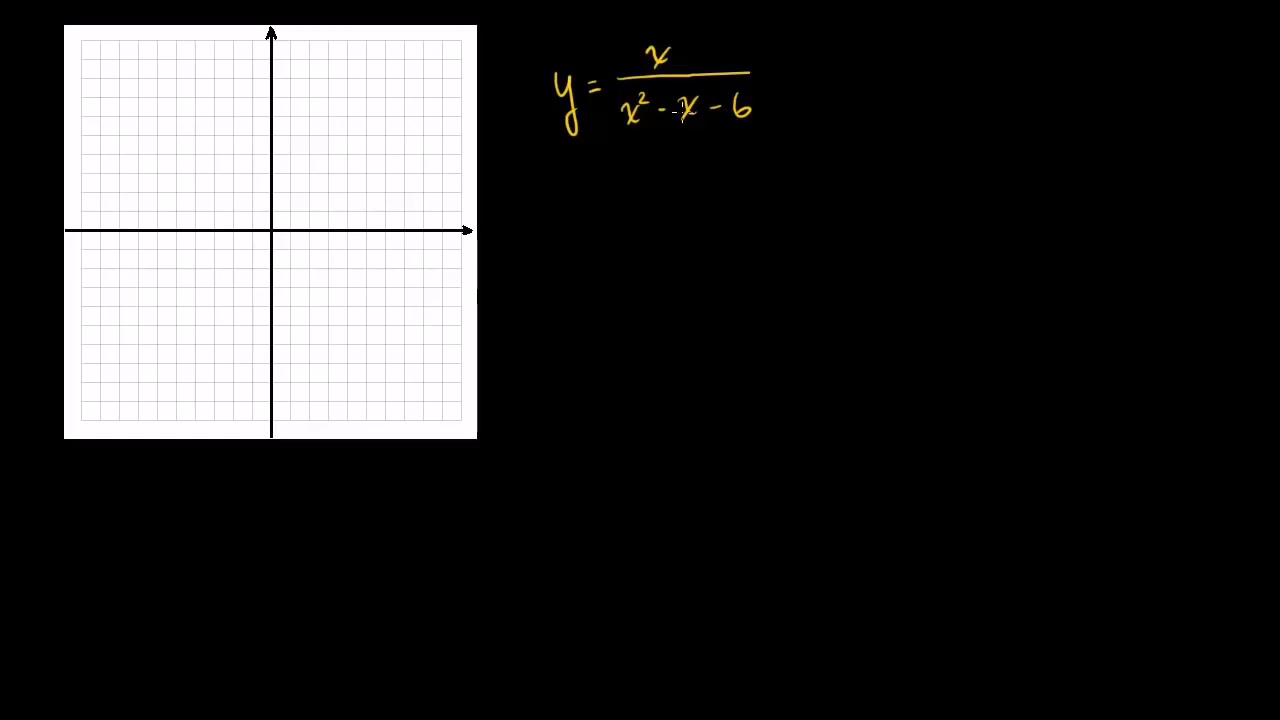 y = x / (x² - x - 6)